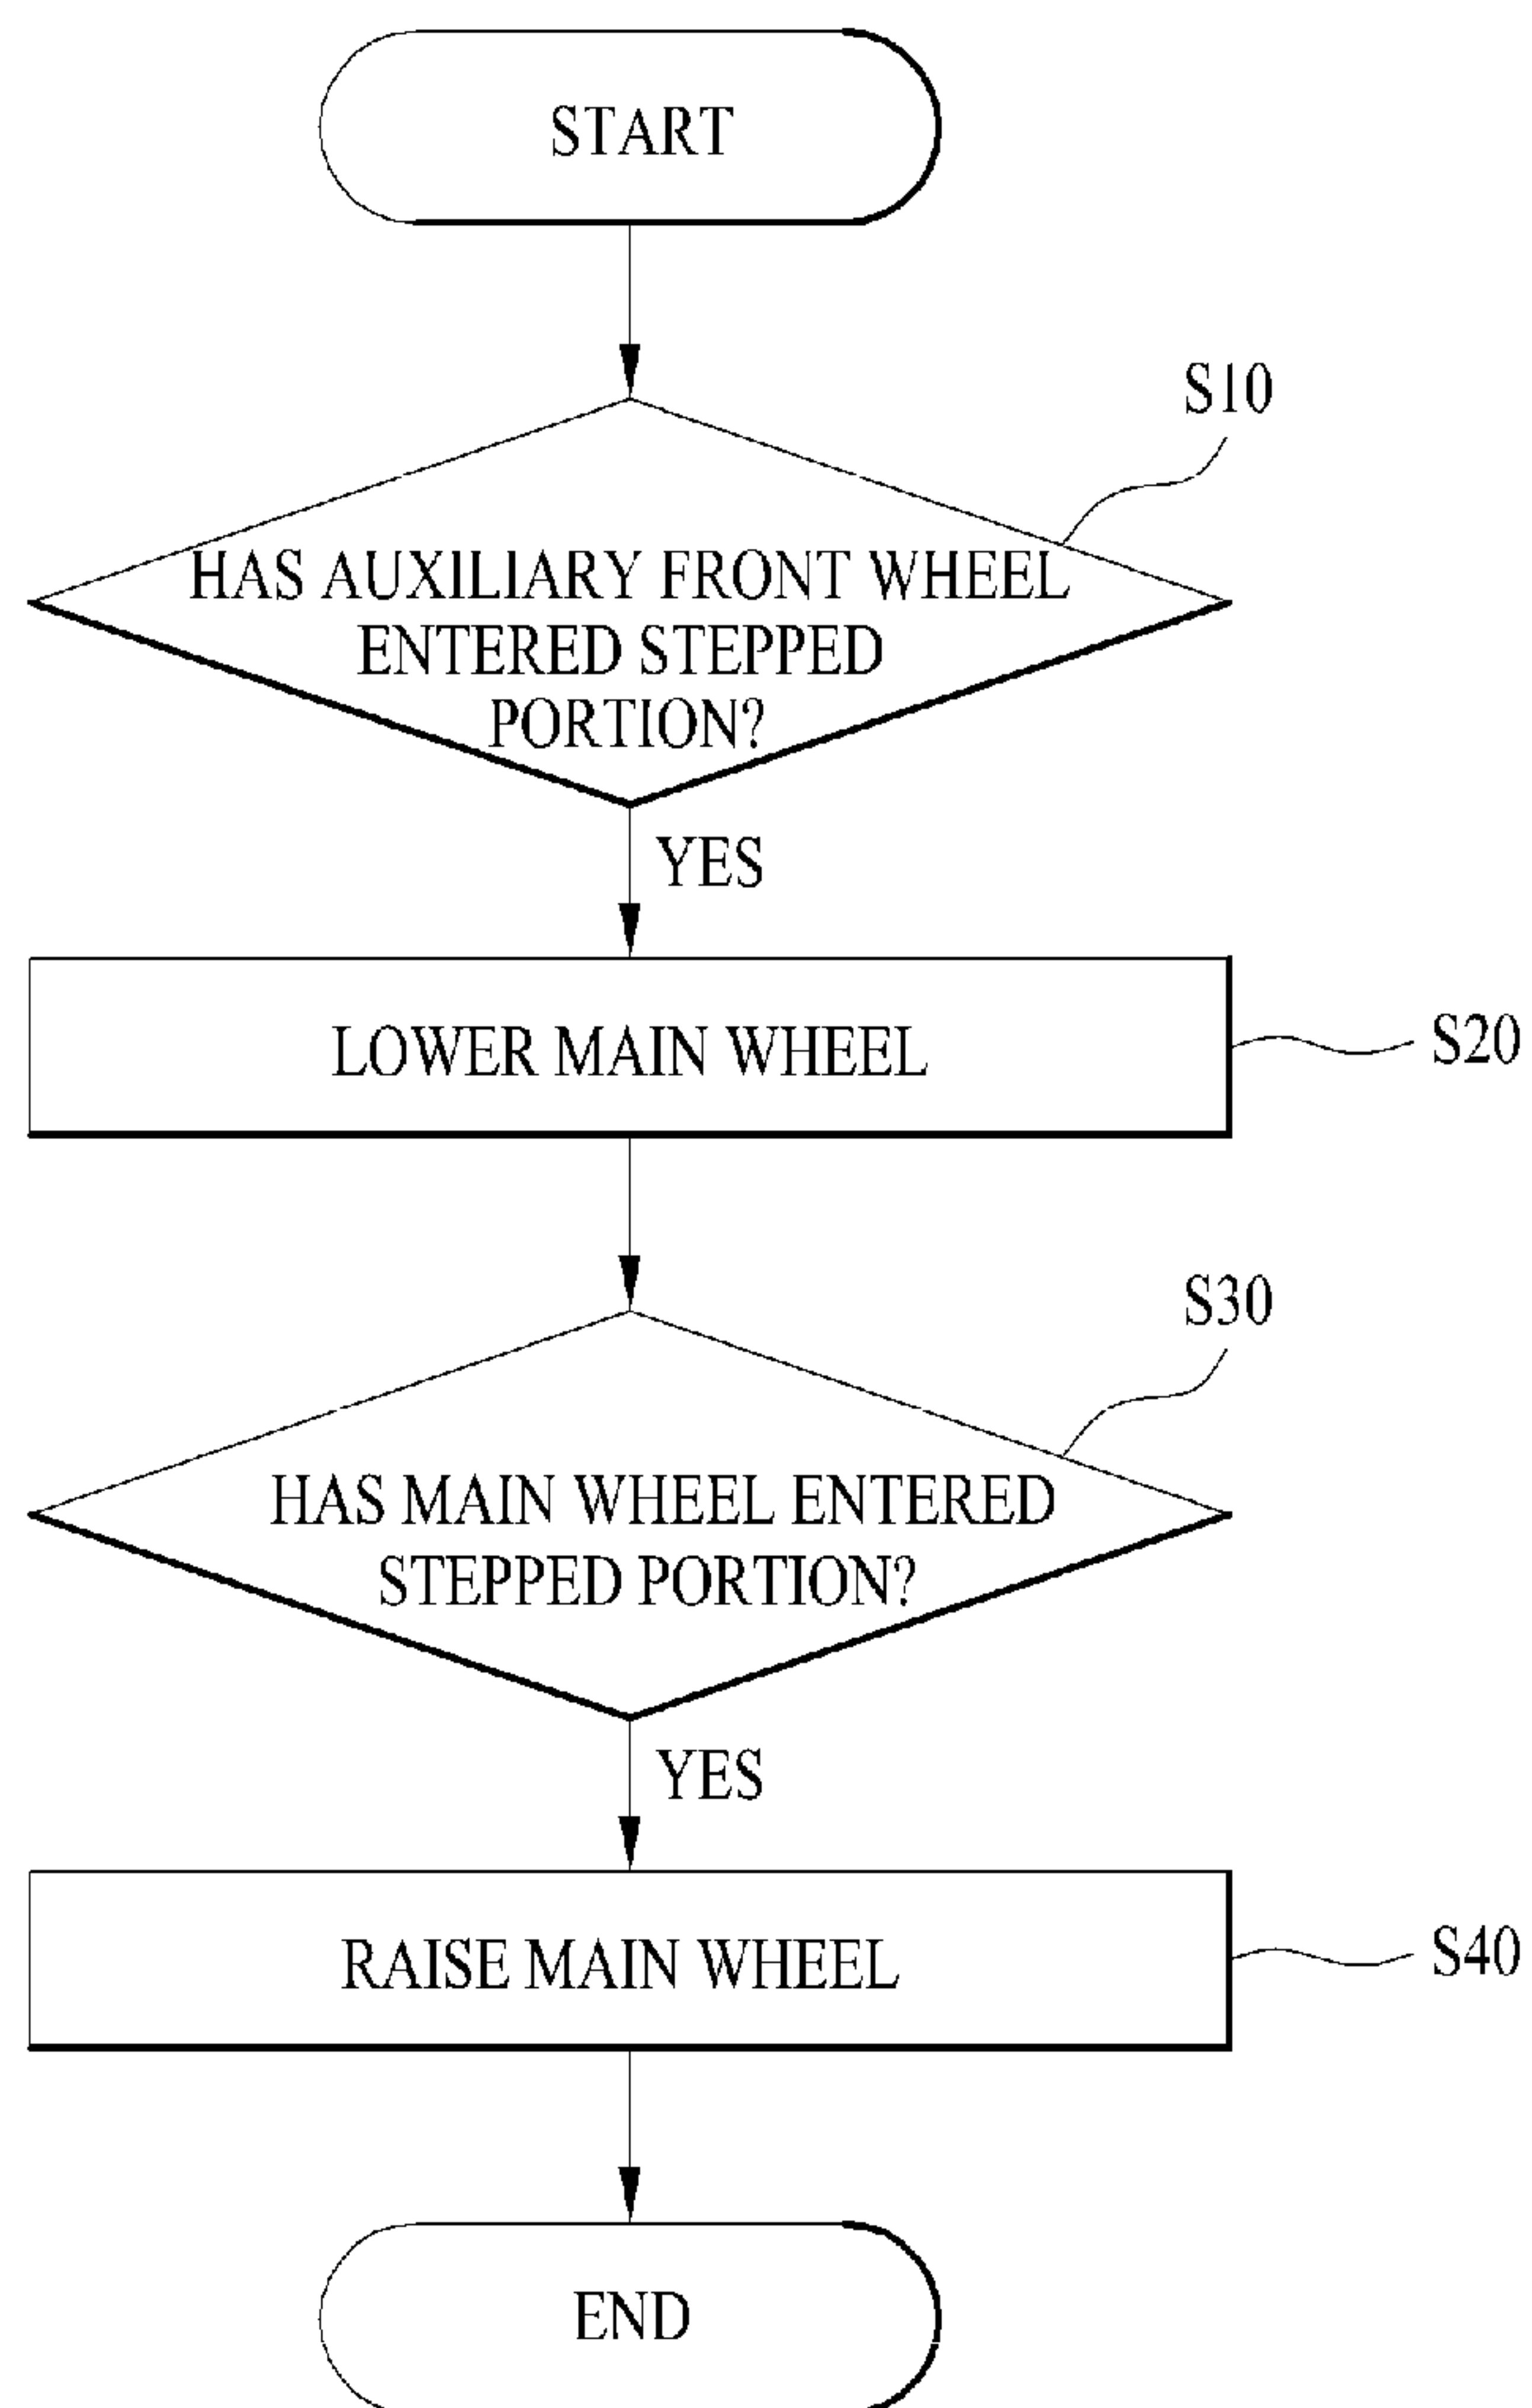 START
S10
HAS AUXILIARY FRONT WHEEL
ENTERED STEPPED
PORTION?
YES
LOWER MAIN WHEEL
S20
S30
HAS MAIN WHEEL ENTERED
STEPPED PORTION?
YES
RAISE MAIN WHEEL
S40
END